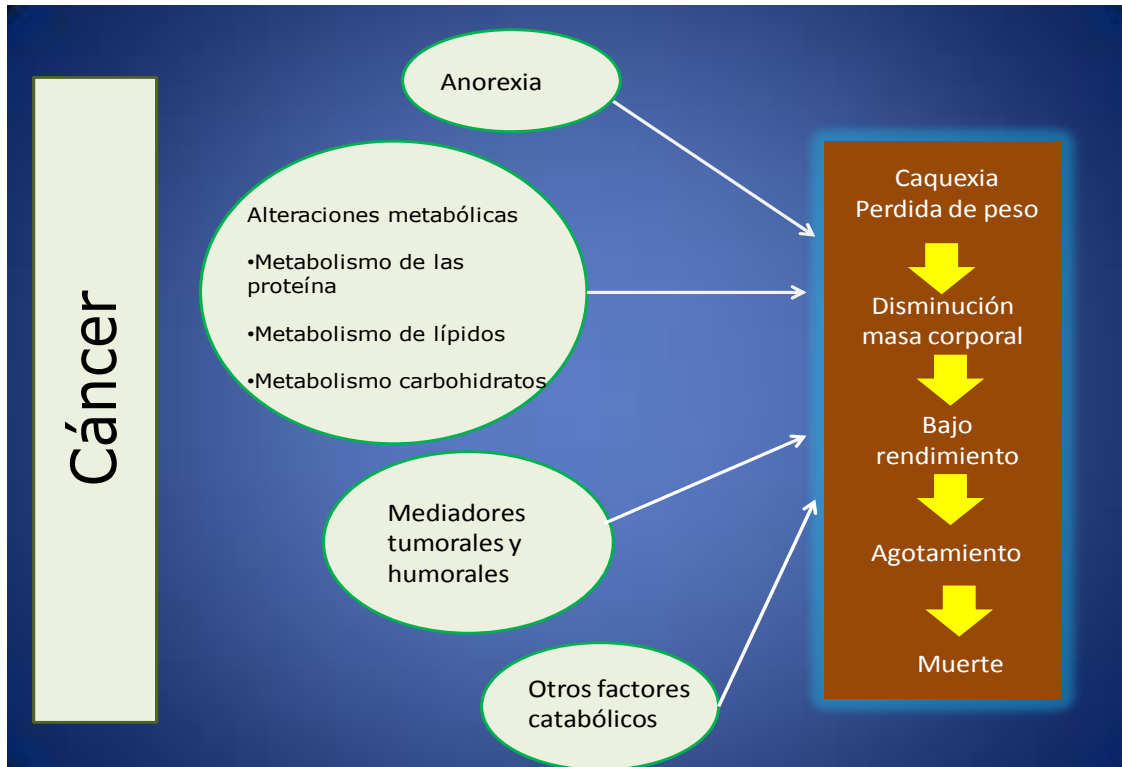 Cáncer
Anorexia
Alteraciones metabólicas
•Metabolismo de las
proteína
•Metabolismo de lípidos
•Metabolismo carbohidratos
Mediadores
tumorales y
humorales
Otros factores
catabólicos
Caquexia
Perdida de peso
Disminución
masa corporal
Bajo
rendimiento
Agotamiento
Muerte